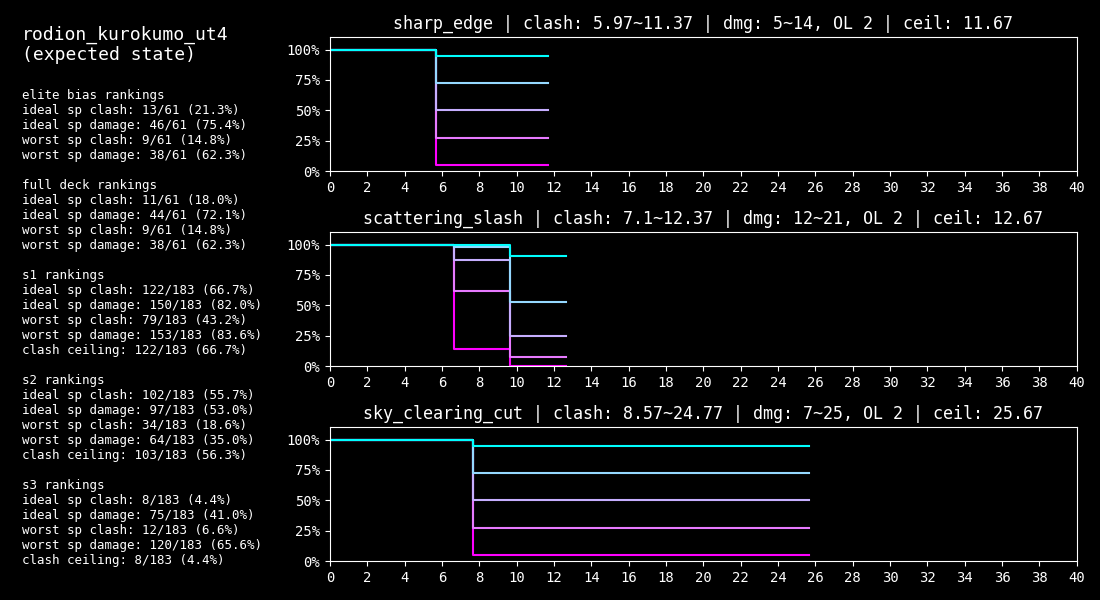 rodion_kurokumo_ut4
(expected state)
elite bias rankings
ideal sp clash: 13/61 (21.3%)
ideal sp damage: 46/61 (75.4%)
worst sp clash: 9/61 (14.8%)
worst sp damage: 38/61 (62.3%)
full deck rankings
ideal sp clash: 11/61 (18.0%)
ideal sp damage: 44/61 (72.1%)
worst sp clash: 9/61 (14.8%)
worst sp damage: 38/61 (62.3%)
s1 rankings
ideal sp clash: 122/183 (66.7%)
ideal sp damage: 150/183 (82.0%)
worst sp clash: 79/183 (43.2%)
worst sp damage: 153/183 (83.6%)
clash ceiling: 122/183 (66.7%)
s2 rankings
ideal sp clash: 102/183 (55.7%)
ideal sp damage: 97/183 (53.0%)
worst sp clash: 34/183 (18.6%)
worst sp damage: 64/183 (35.0%)
clash ceiling: 103/183 (56.3%)
s3 rankings
ideal sp clash: 8/183 (4.4%)
ideal sp damage: 75/183 (41.0%)
worst sp clash: 12/183 (6.6%)
worst sp damage: 120/183 (65.6%)
clash ceiling: 8/183 (4.4%)
sharp_edge | clash: 5.97~11.37 | dmg: 5~14, OL 2 | ceil: 11.67
100%
75%
50%
25%
0%
0 2 4 6 8 10 12 14 16 18 20 22 24 26 28 30 32 34 36 38 40
scattering_slash | clash: 7.1~12.37 | dmg: 12~21, OL 2 | ceil: 12.67
100%
75%
50%
25%
0%
0 2 4 6 8 10 12 14 16 18 20 22 24 26 28 30 32 34 36 38 40
sky_clearing_cut | clash: 8.57~24.77 | dmg: 7~25, OL 2 | ceil: 25.67
100%
75%
50%
25%
0%
0 2 4 6 8 10 12 14 16 18 20 22 24 26 28 30 32 34 36 38 40